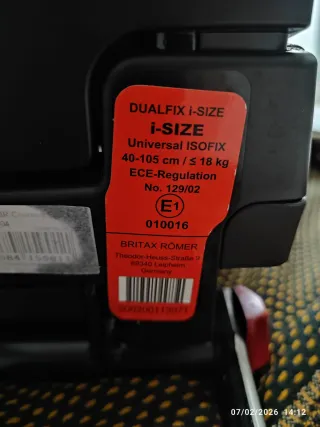 DUALFIX i-SIZE
i-SIZE
Universal ISOFIX
40-105 cm / ≤ 18 kg
ECE-Regulation
No. 129/02
E1
010016
BRITAX RÖMER
Theodor-Heuss-Straße 9
89340 Leipheim
Germany
07/02/2026 14:12